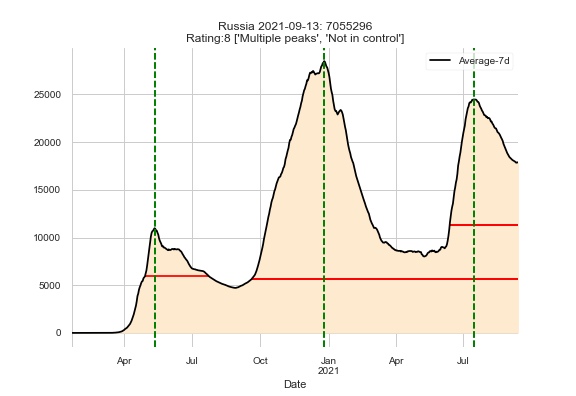 Russia 2021-09-13: 7055296
Rating:8 ['Multiple peaks', 'Not in control']
Average-7d
25000
20000
15000
10000
5000
0
Apr Jul Oct Jan Apr Jul
2021
Date